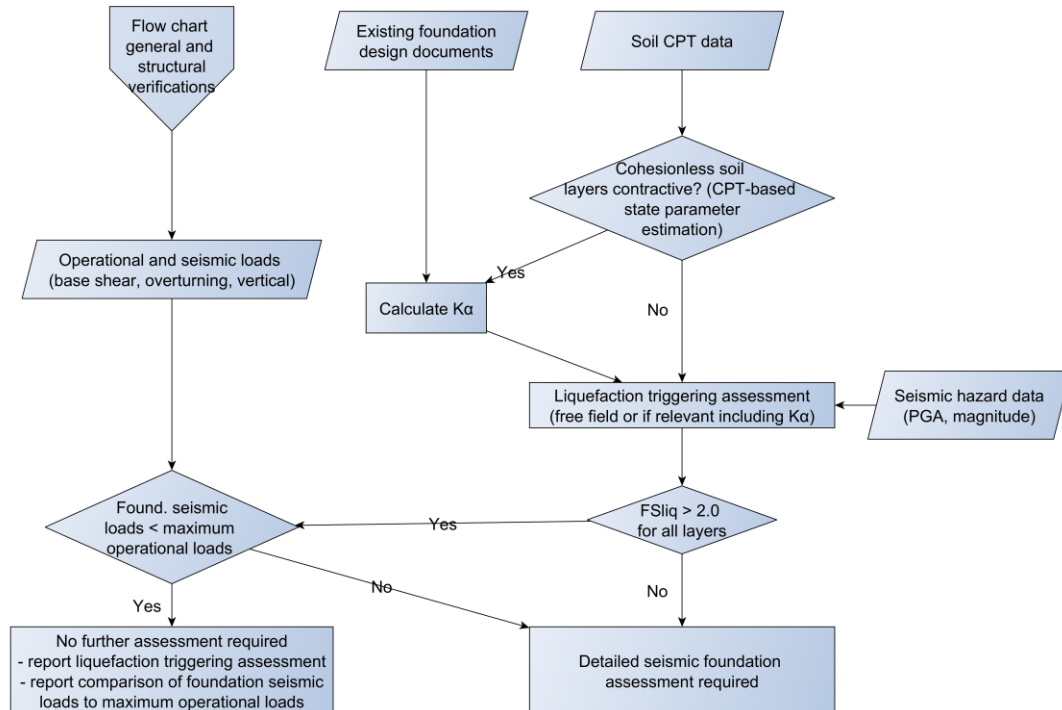 Flow chart
general and
structural
verifications
Existing foundation
design documents
Soil CPT data
Cohesionless soil
layers contractive? (CPT-based
state parameter
estimation)
Operational and seismic loads
(base shear, overturning, vertical)
Yes
Calculate Kα
No
Liquefaction triggering assessment
(free field or if relevant including Kα)
Seismic hazard data
(PGA, magnitude)
Found. seismic
loads < maximum
operational loads
Yes
FSliq > 2.0
for all layers
No
Yes
No
No further assessment required
- report liquefaction triggering assessment
- report comparison of foundation seismic
loads to maximum operational loads
Detailed seismic foundation
assessment required